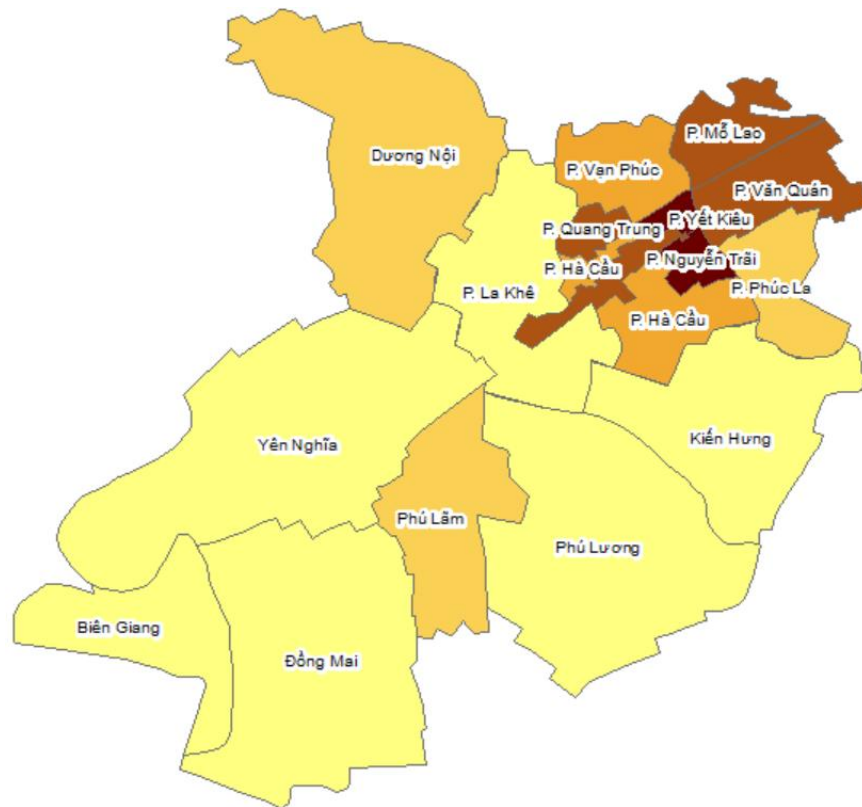 P. Mỗ Lao
Dương Nội
P. Vạn Phúc
P. Văn Quán
P. Yết Kiêu
P. Quang Trung
P. Nguyễn Trãi
P. Hà Cầu
P. Phúc La
P. La Khê
P. Hà Cầu
Kiến Hưng
Yên Nghĩa
Phú Lãm
Phú Lương
Biên Giang
Đồng Mai